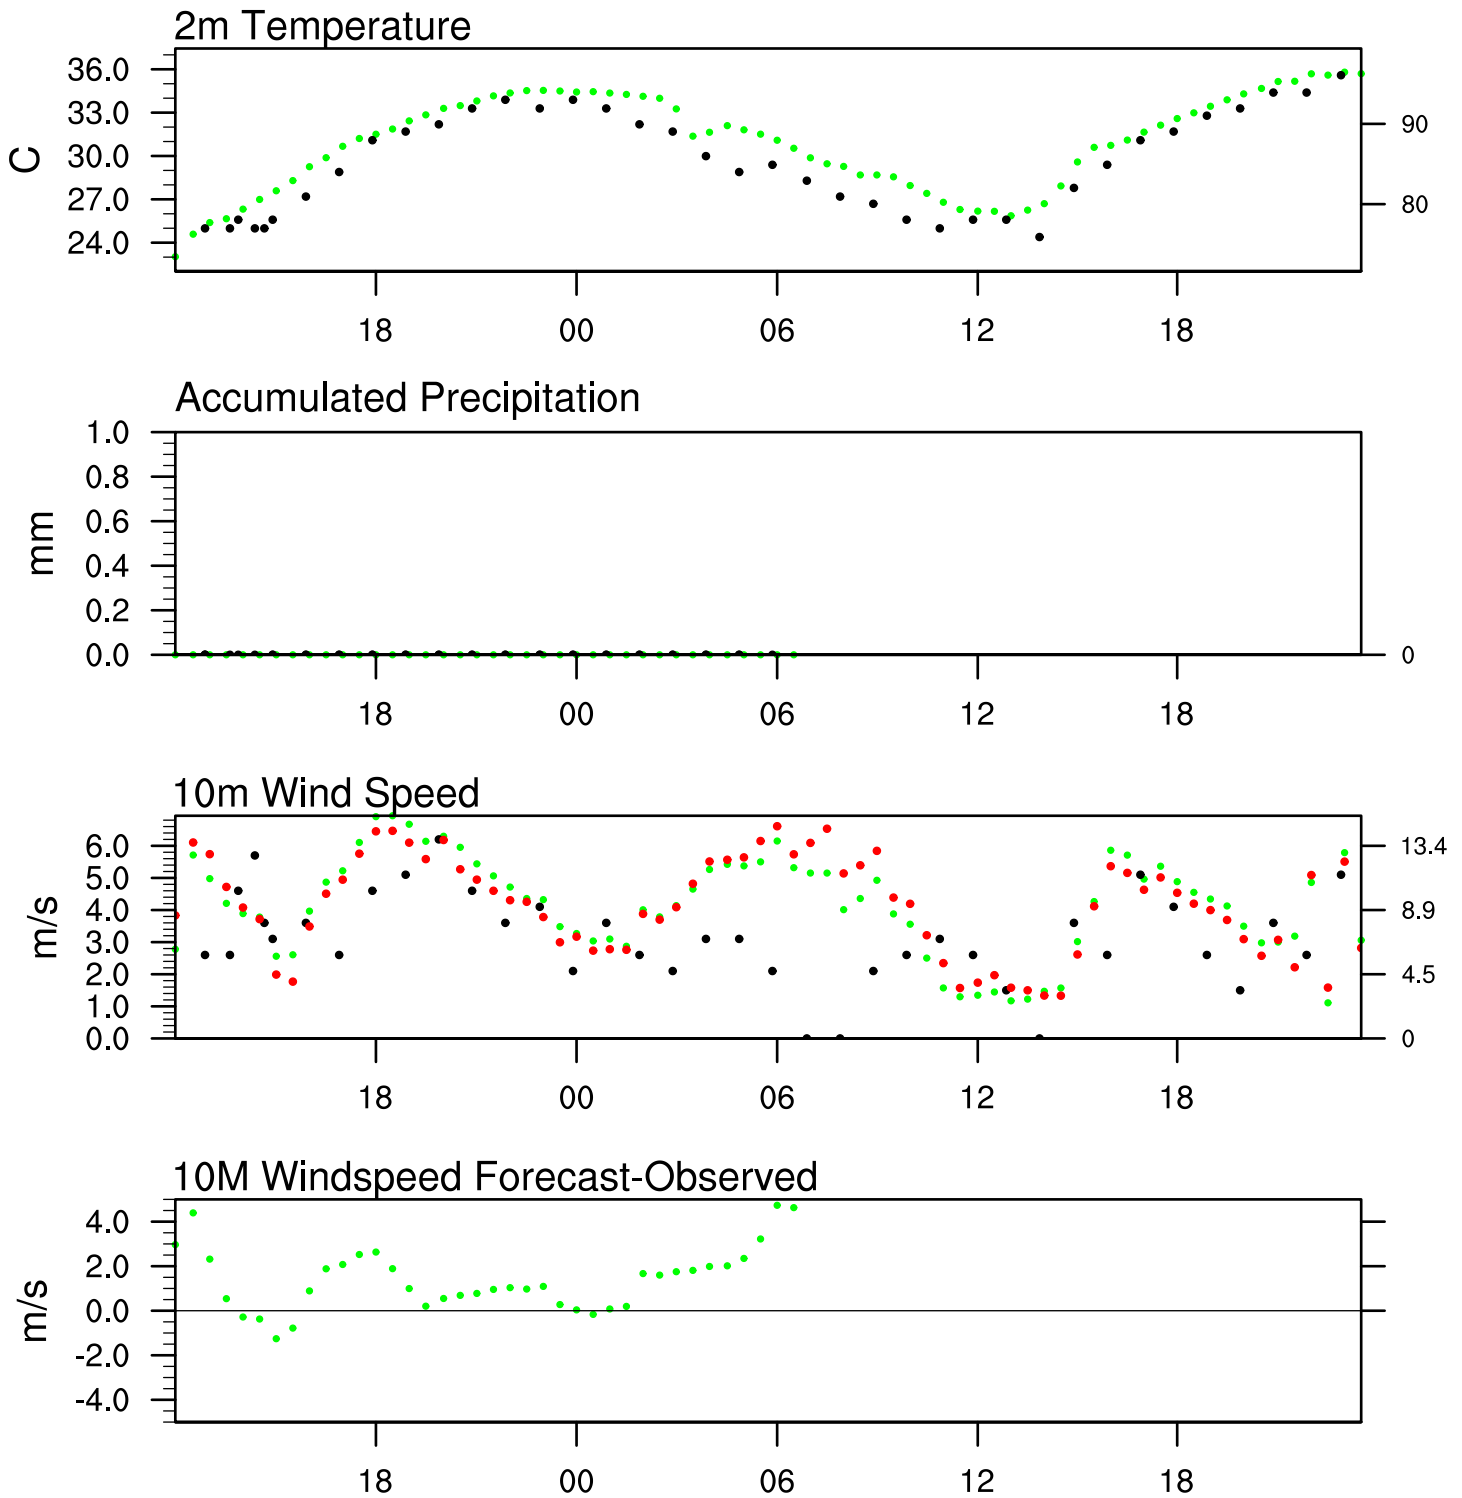 2m Temperature
36.0
33.0
30.0
27.0
24.0
C
90
80
18 00 06 12 18
Accumulated Precipitation
1.0
0.8
0.6
0.4
0.2
0.0
mm
0
18 00 06 12 18
10m Wind Speed
6.0
5.0
4.0
3.0
2.0
1.0
0.0
m/s
13.4
8.9
4.5
0
18 00 06 12 18
10M Windspeed Forecast-Observed
4.0
2.0
0.0
-2.0
-4.0
m/s
18 00 06 12 18